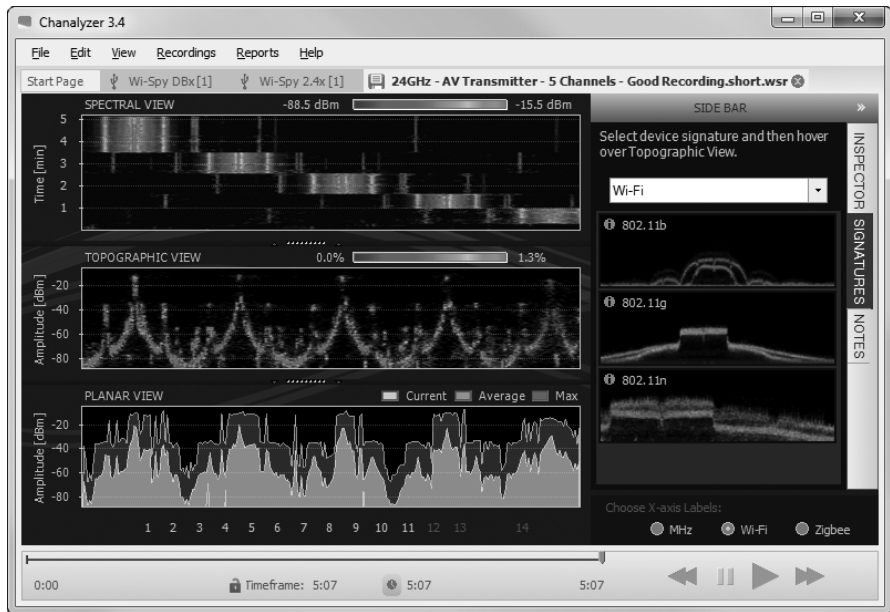 Chanalyzer 3.4
File Edit View Recordings Reports Help
Start Page Wi-Spy DBx [1] Wi-Spy 2.4x [1] 24GHz - AV Transmitter - 5 Channels - Good Recording.short.wsr
SPECTRAL VIEW -88.5 dBm -15.5 dBm
Time [min]
5
4
3
2
1
TOPOGRAPHIC VIEW 0.0% 1.3%
Amplitude [dBm]
-20
-40
-60
-80
PLANAR VIEW Current Average Max
Amplitude [dBm]
-20
-40
-60
-80
1 2 3 4 5 6 7 8 9 10 11 12 13 14
SIDE BAR »
Select device signature and then hover
over Topographic View.
Wi-Fi
802.11b
802.11g
802.11n
INSPECTOR
SIGNATURES
NOTES
Choose X-axis Labels:
MHz Wi-Fi Zigbee
0:00 Timeframe: 5:07 5:07 5:07